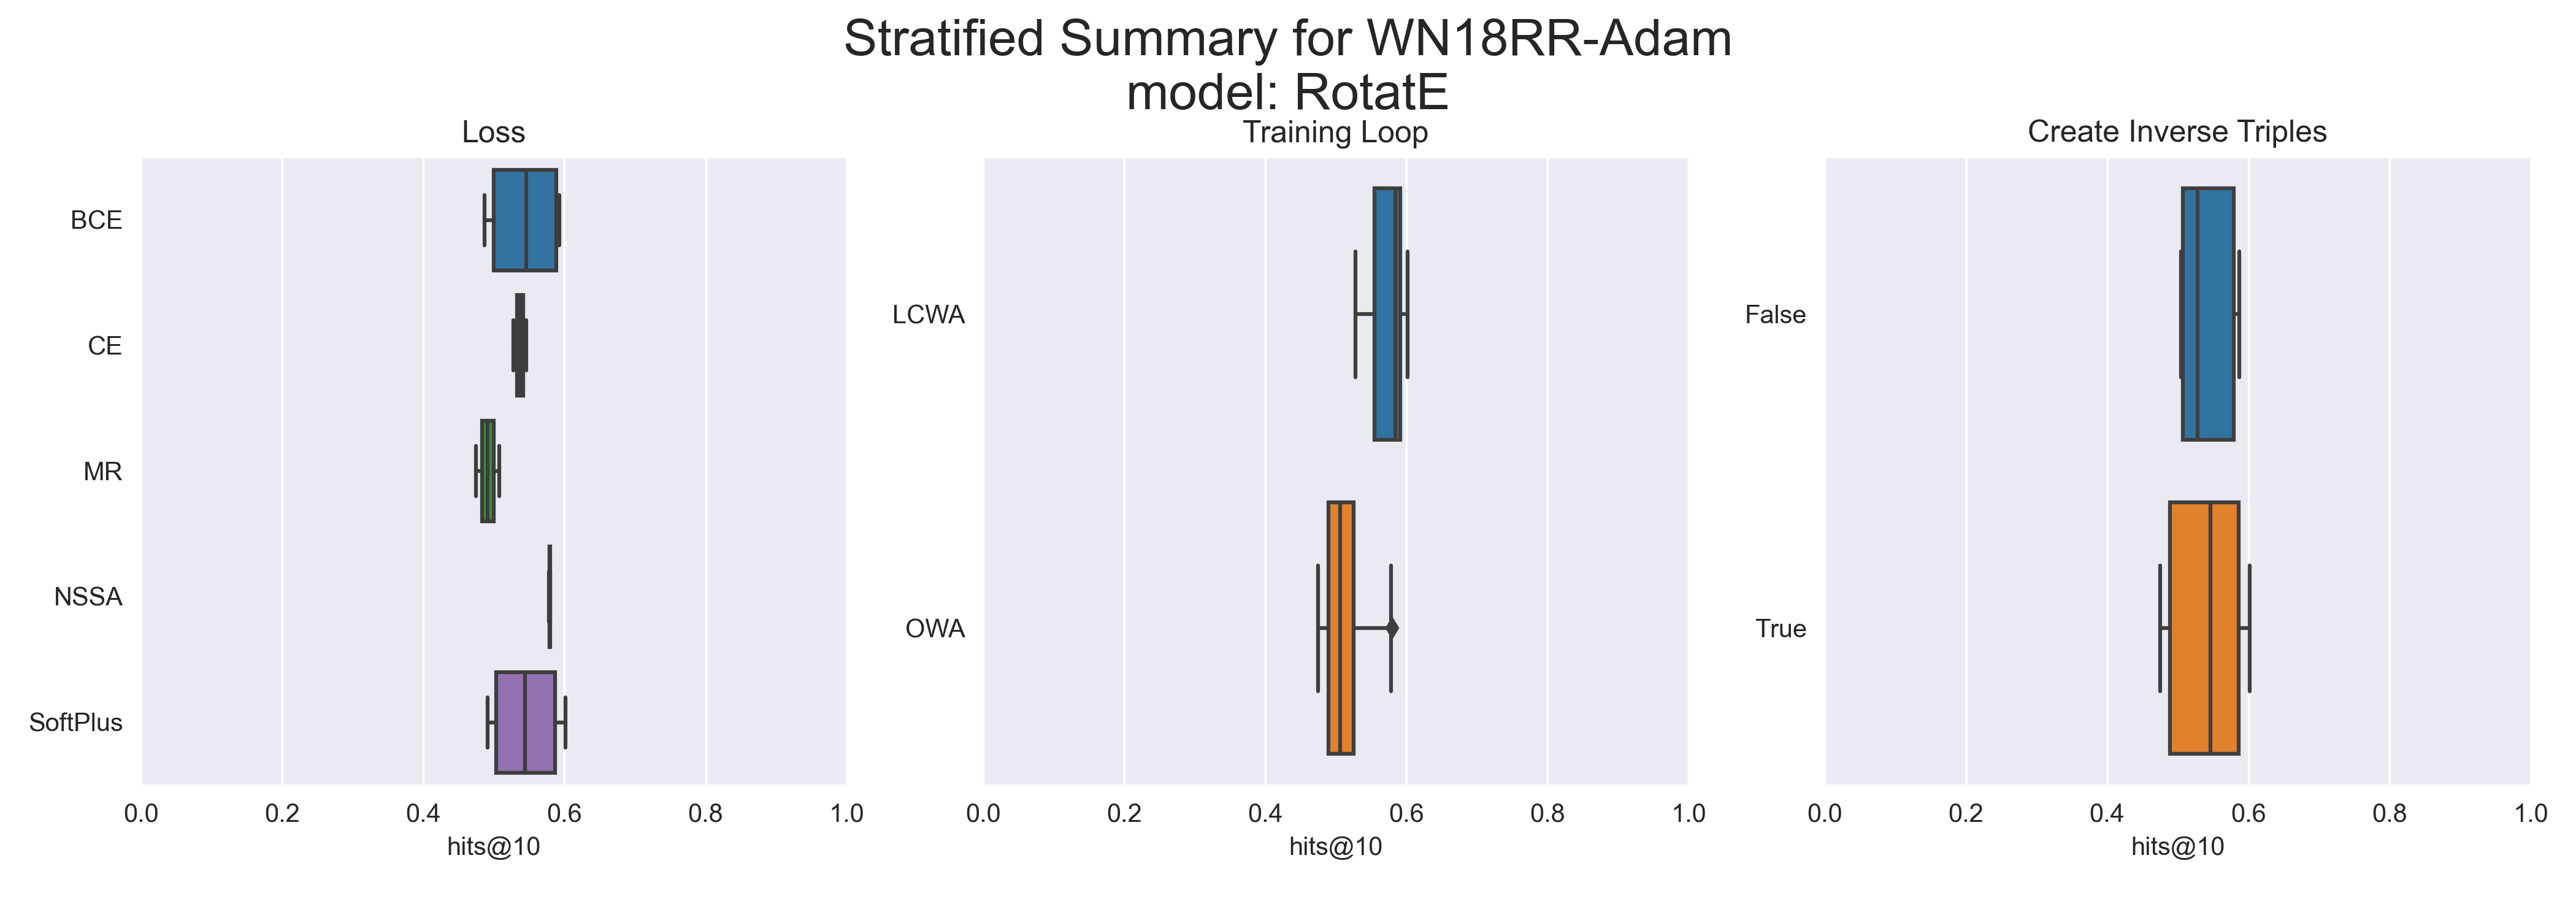 Stratified Summary for WN18RR-Adam
model: RotatE
Loss
BCE
CE
MR
NSSA
SoftPlus
0.0 0.2 0.4 0.6 0.8 1.0
hits@10
Training Loop
LCWA
OWA
0.0 0.2 0.4 0.6 0.8 1.0
hits@10
Create Inverse Triples
False
True
0.0 0.2 0.4 0.6 0.8 1.0
hits@10